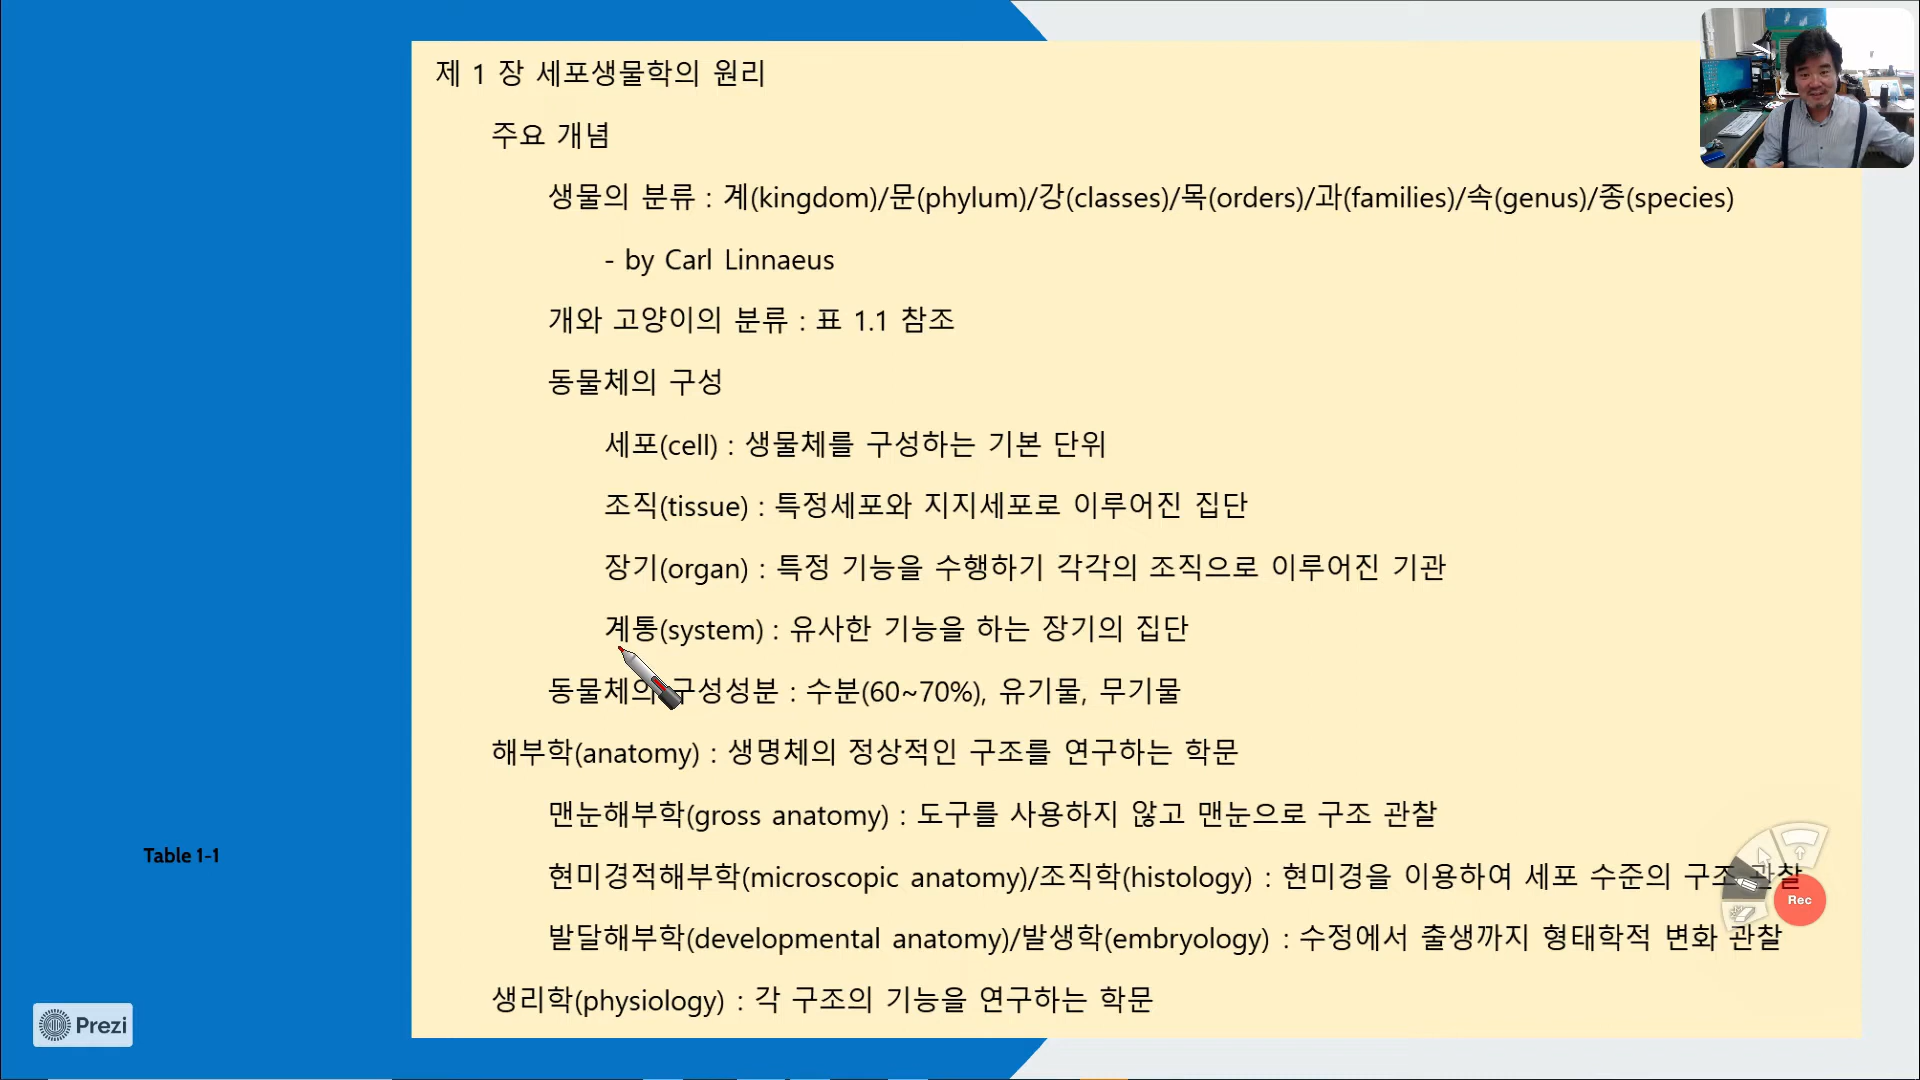 제 1 장 세포생물학의 원리
주요 개념
생물의 분류 : 계(kingdom)/문(phylum)/강(classes)/목(orders)/과(families)/속(genus)/종(species)
- by Carl Linnaeus
개와 고양이의 분류 : 표 1.1 참조
동물체의 구성
세포(cell) : 생물체를 구성하는 기본 단위
조직(tissue) : 특정세포와 지지세포로 이루어진 집단
장기(organ) : 특정 기능을 수행하기 각각의 조직으로 이루어진 기관
계통(system) : 유사한 기능을 하는 장기의 집단
동물체의 구성성분 : 수분(60~70%), 유기물, 무기물
해부학(anatomy) : 생명체의 정상적인 구조를 연구하는 학문
맨눈해부학(gross anatomy) : 도구를 사용하지 않고 맨눈으로 구조 관찰
현미경적해부학(microscopic anatomy)/조직학(histology) : 현미경을 이용하여 세포 수준의 구조 관찰
발달해부학(developmental anatomy)/발생학(embryology) : 수정에서 출생까지 형태학적 변화 관찰
생리학(physiology) : 각 구조의 기능을 연구하는 학문
Table 1-1
Rec
Prezi